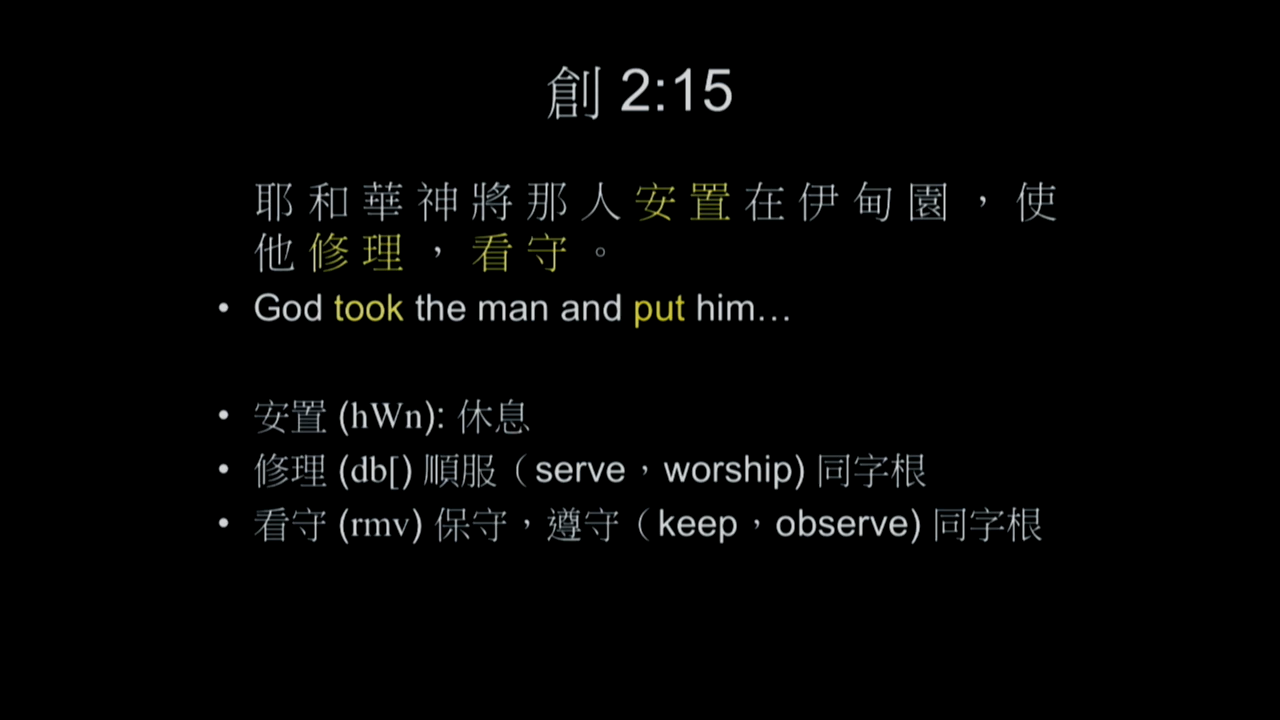 創 2:15
耶和華神將那人安置在伊甸園，使
他修理，看守。
• God took the man and put him…
• 安置 (hWn): 休息
• 修理 (db[) 順服（serve，worship) 同字根
• 看守 (rmv) 保守，遵守（keep，observe) 同字根